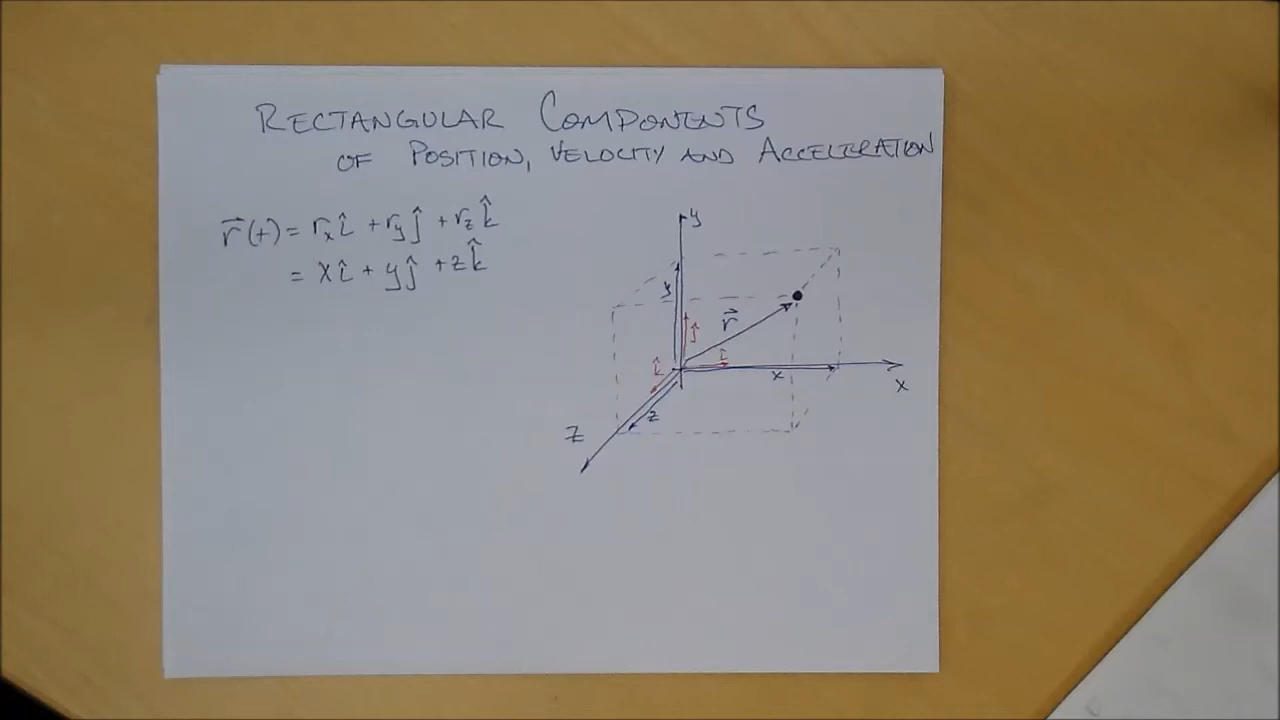 RECTANGULAR COMPONENTS
OF POSITION, VELOCITY AND ACCELERATION
r⃗(t) = rₓî + r_yĵ + r_zk̂
= xî + yĵ + zk̂
y
y
r⃗
ĵ
î
k̂
x
x
z
z